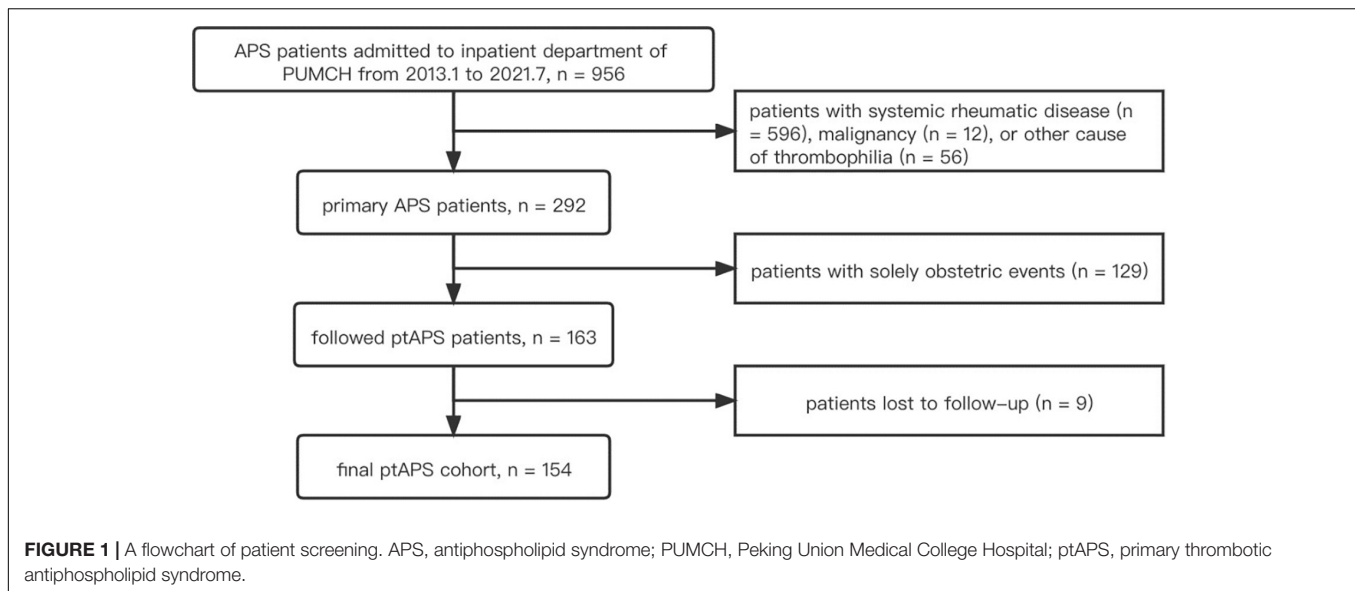 APS patients admitted to inpatient department of
PUMCH from 2013.1 to 2021.7, n = 956
patients with systemic rheumatic disease (n
= 596), malignancy (n = 12), or other cause
of thrombophilia (n = 56)
primary APS patients, n = 292
patients with solely obstetric events (n = 129)
followed ptAPS patients, n = 163
patients lost to follow-up (n = 9)
final ptAPS cohort, n = 154
FIGURE 1 | A flowchart of patient screening. APS, antiphospholipid syndrome; PUMCH, Peking Union Medical College Hospital; ptAPS, primary thrombotic
antiphospholipid syndrome.